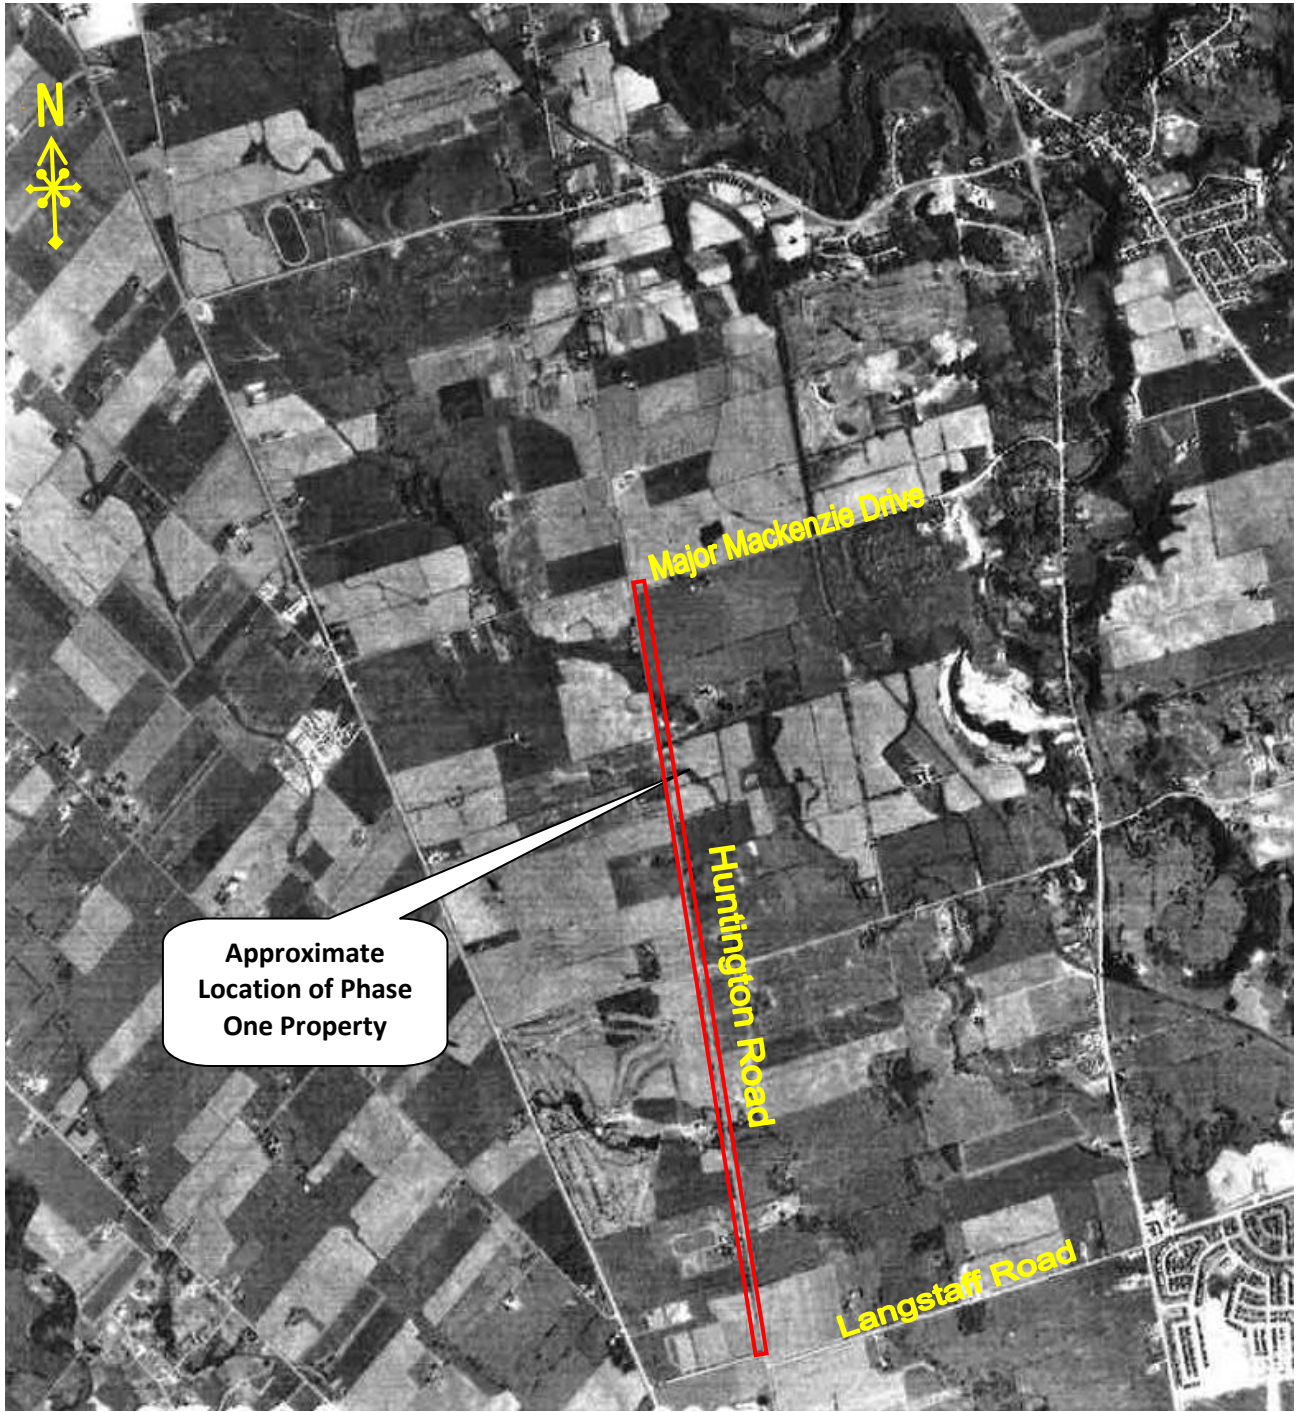 N
Major Mackenzie Drive
Huntington Road
Approximate
Location of Phase
One Property
Langstaff Road